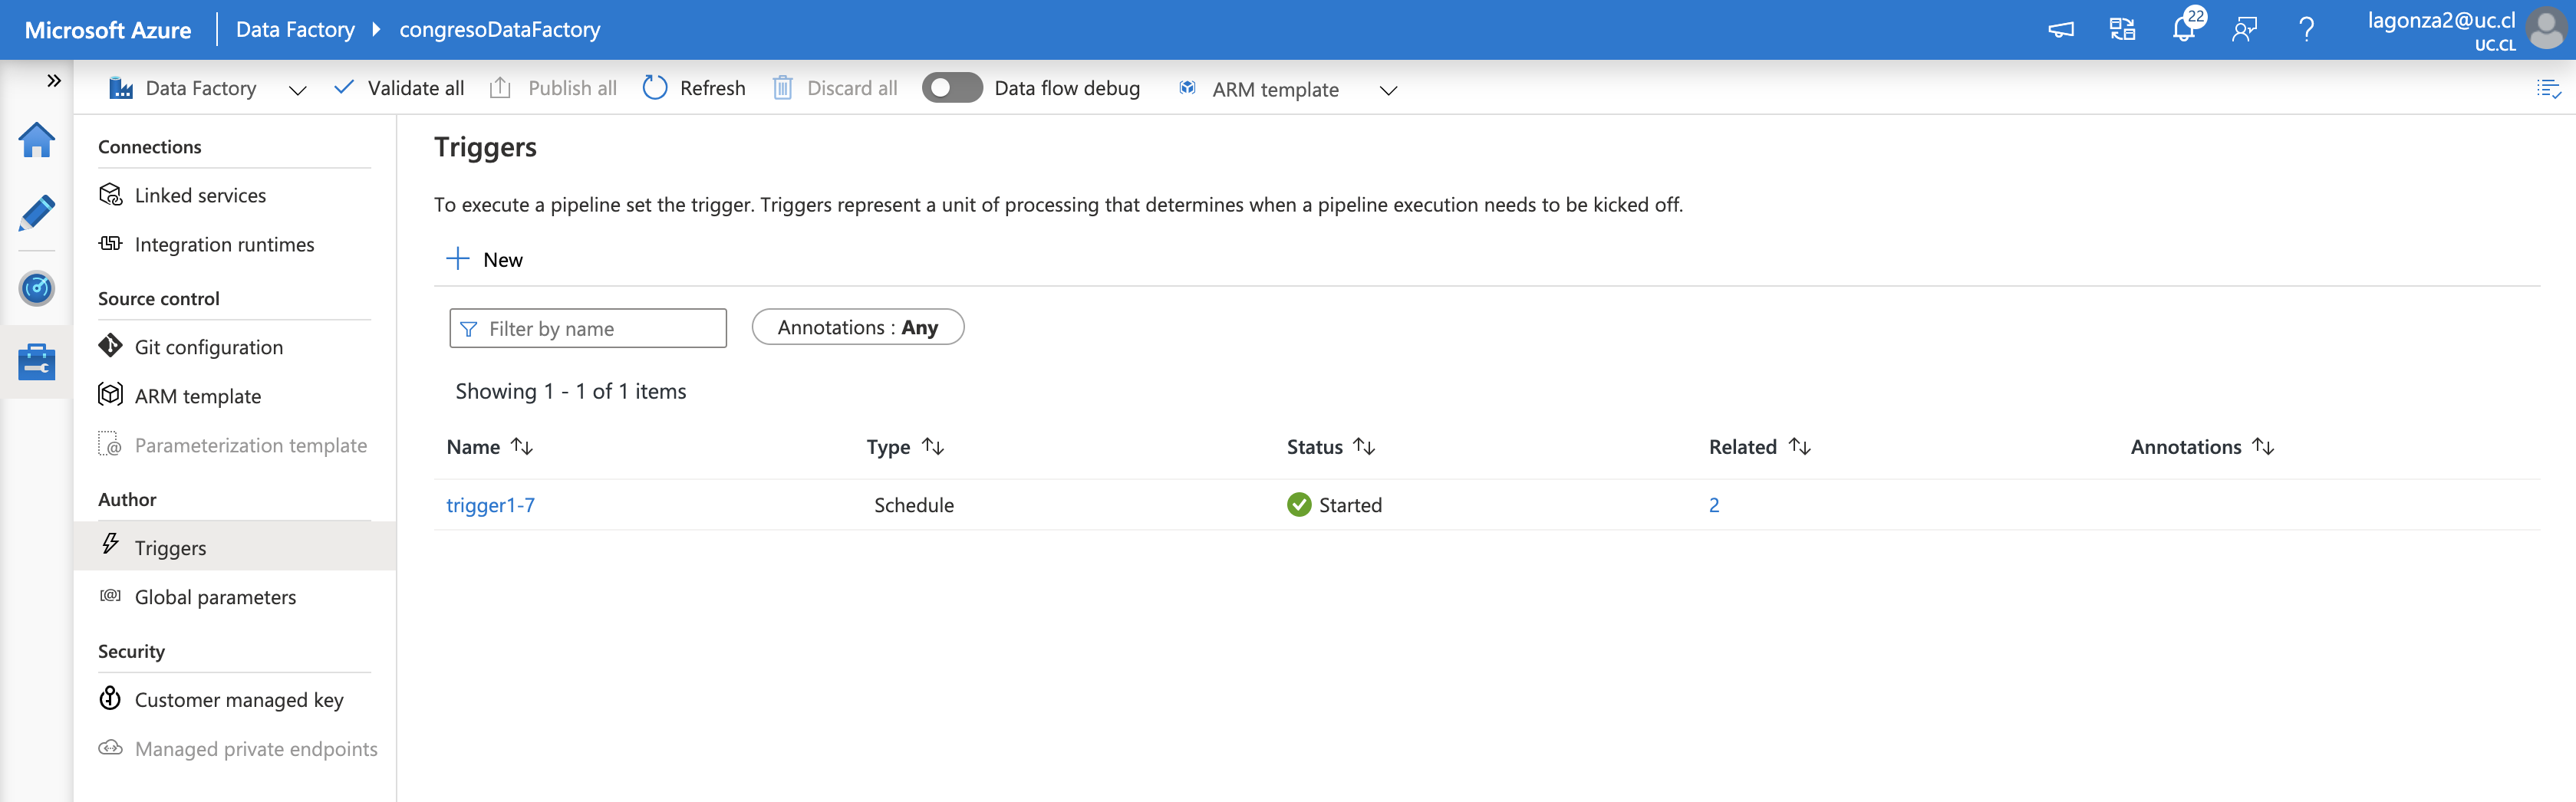 Microsoft Azure
Data Factory
congresoDataFactory
22
lagonza2@uc.cl
UC.CL
Data Factory
Validate all
Publish all
Refresh
Discard all
Data flow debug
ARM template
Connections
Linked services
Integration runtimes
Source control
Git configuration
ARM template
Parameterization template
Author
Triggers
Global parameters
Security
Customer managed key
Managed private endpoints
Triggers
To execute a pipeline set the trigger. Triggers represent a unit of processing that determines when a pipeline execution needs to be kicked off.
New
Filter by name
Annotations : Any
Showing 1 - 1 of 1 items
Name Type Status Related Annotations
trigger1-7 Schedule Started 2